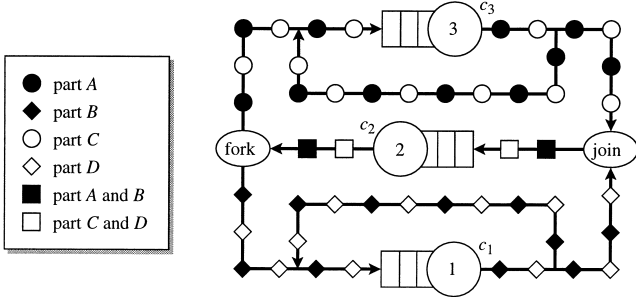 part A
part B
part C
part D
part A and B
part C and D
c3
3
fork
c2
2
join
c1
1